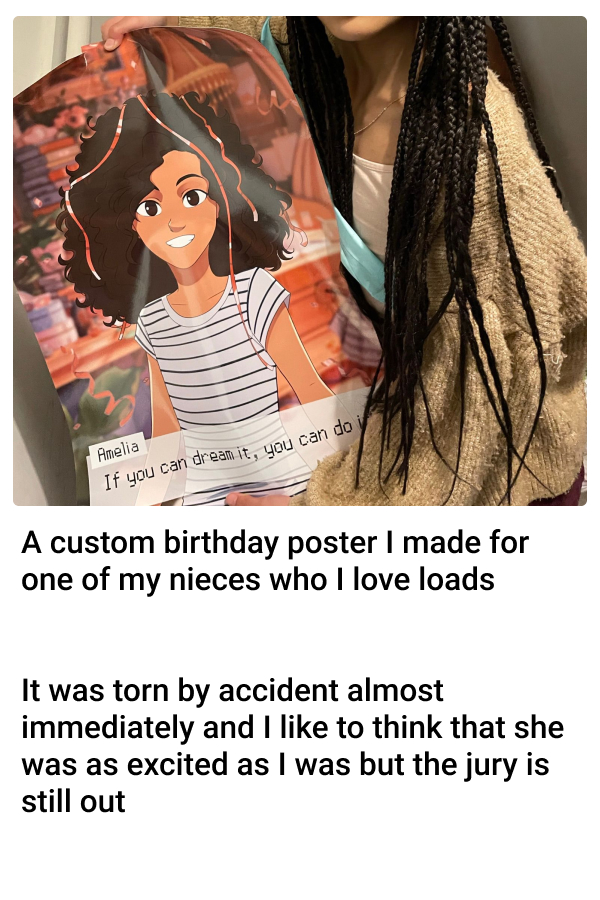 Amelia
If you can dream it, you can do i
A custom birthday poster I made for
one of my nieces who I love loads
It was torn by accident almost
immediately and I like to think that she
was as excited as I was but the jury is
still out